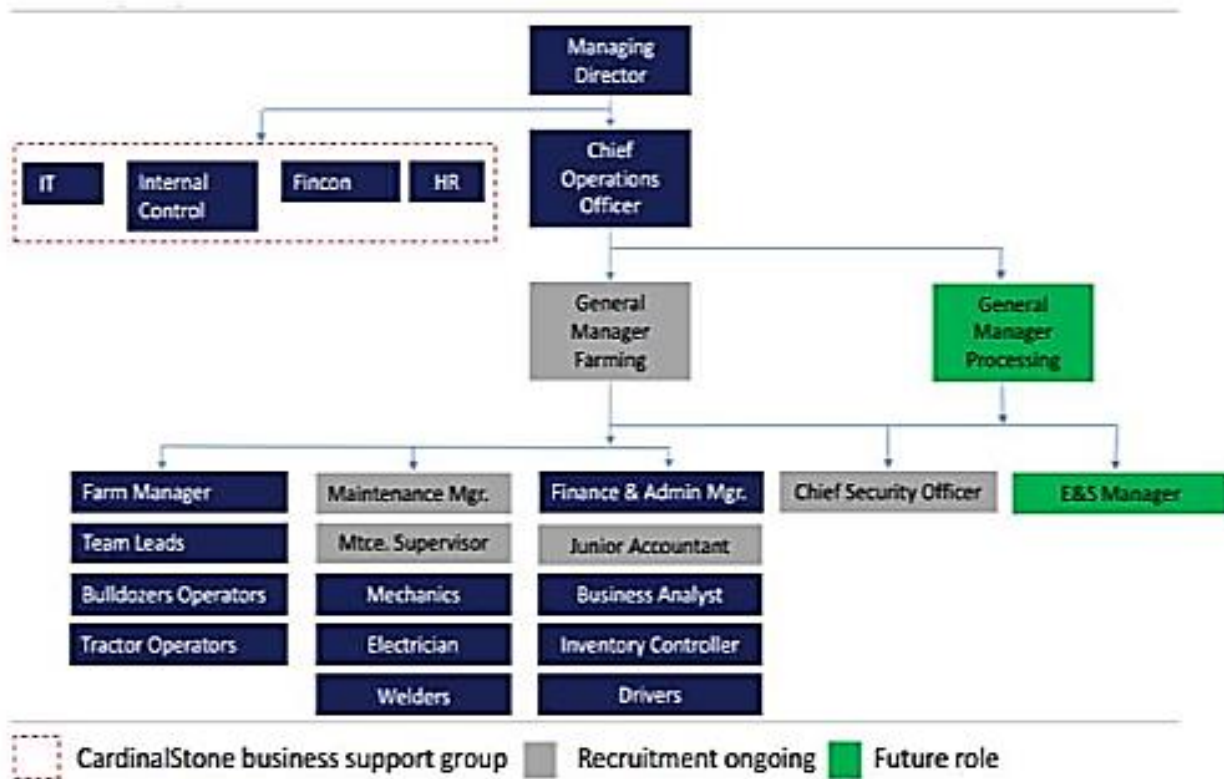 Managing
Director
IT
Internal
Control
Fincon
HR
Chief
Operations
Officer
General
Manager
Farming
General
Manager
Processing
Farm Manager
Team Leads
Bulldozers Operators
Tractor Operators
Maintenance Mgr.
Mtce. Supervisor
Mechanics
Electrician
Welders
Finance & Admin Mgr.
Junior Accountant
Business Analyst
Inventory Controller
Drivers
Chief Security Officer
E&S Manager
CardinalStone business support group
Recruitment ongoing
Future role